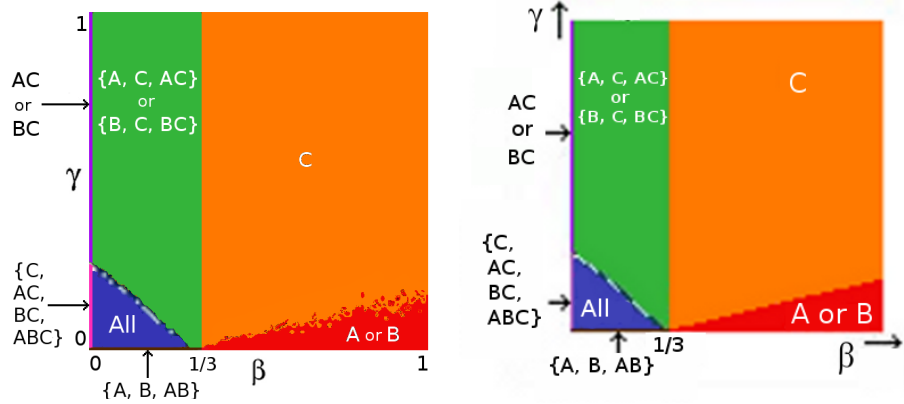 1
AC
or
BC
{A, C, AC}
or
{B, C, BC}
C
γ
{C,
AC,
BC,
ABC}
All
A or B
0
0
1/3
β
1
{A, B, AB}
γ
{A, C, AC}
or
{B, C, BC}
C
AC
or
BC
{C,
AC,
BC,
ABC}
All
A or B
1/3
β
{A, B, AB}